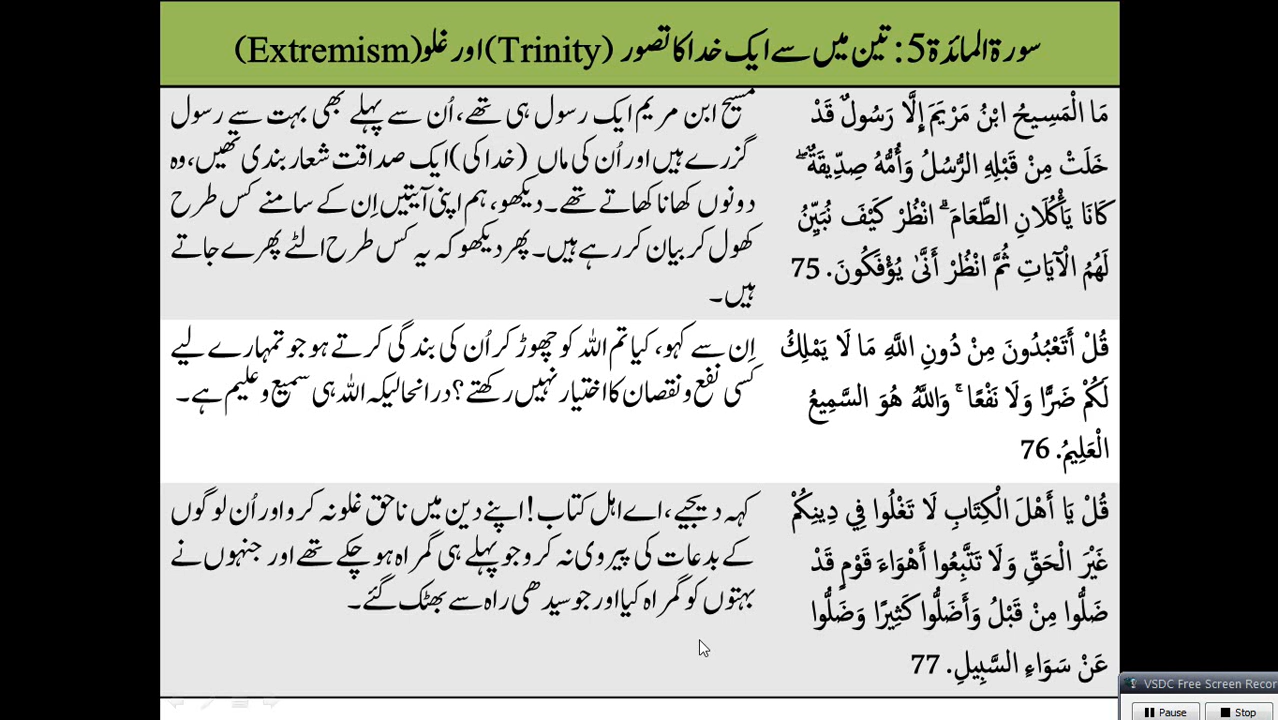 سورۃ المائدۃ 5: تین میں سے ایک خدا کا تصور (Trinity) اور غلو (Extremism)
مَا الْمَسِيحُ ابْنُ مَرْيَمَ إِلَّا رَسُولٌ قَدْ
خَلَتْ مِنْ قَبْلِهِ الرُّسُلُ وَأُمُّهُ صِدِّيقَةٌ ۖ
كَانَا يَأْكُلَانِ الطَّعَامَ ۗ انْظُرْ كَيْفَ نُبَيِّنُ
لَهُمُ الْآيَاتِ ثُمَّ انْظُرْ أَنَّىٰ يُؤْفَكُونَ. 75
مسیح ابن مریم ایک رسول ہی تھے، اُن سے پہلے بھی بہت سے رسول
گزرے ہیں اور اُن کی ماں (خدا کی) ایک صداقت شعار بندی تھیں، وہ
دونوں کھانا کھاتے تھے۔ دیکھو، ہم اپنی آیتیں اِن کے سامنے کس طرح
کھول کر بیان کر رہے ہیں۔ پھر دیکھو کہ یہ کس طرح الٹے پھرے جاتے
ہیں۔
قُلْ أَتَعْبُدُونَ مِنْ دُونِ اللَّهِ مَا لَا يَمْلِكُ
لَكُمْ ضَرًّا وَلَا نَفْعًا ۚ وَاللَّهُ هُوَ السَّمِيعُ
الْعَلِيمُ. 76
اِن سے کہو، کیا تم اللہ کو چھوڑ کر اُن کی بندگی کرتے ہو جو تمہارے لیے
کسی نفع و نقصان کا اختیار نہیں رکھتے؟ درانحالیکہ اللہ ہی سمیع و علیم ہے۔
قُلْ يَا أَهْلَ الْكِتَابِ لَا تَغْلُوا فِي دِينِكُمْ
غَيْرَ الْحَقِّ وَلَا تَتَّبِعُوا أَهْوَاءَ قَوْمٍ قَدْ
ضَلُّوا مِنْ قَبْلُ وَأَضَلُّوا كَثِيرًا وَضَلُّوا
عَنْ سَوَاءِ السَّبِيلِ. 77
کہہ دیجیے، اے اہل کتاب! اپنے دین میں ناحق غلو نہ کرو اور اُن لوگوں
کے بدعات کی پیروی نہ کرو جو پہلے ہی گمراہ ہو چکے تھے اور جنہوں نے
بہتوں کو گمراہ کیا اور جو سیدھی راہ سے بھٹک گئے۔
VSDC Free Screen Recor
Pause Stop